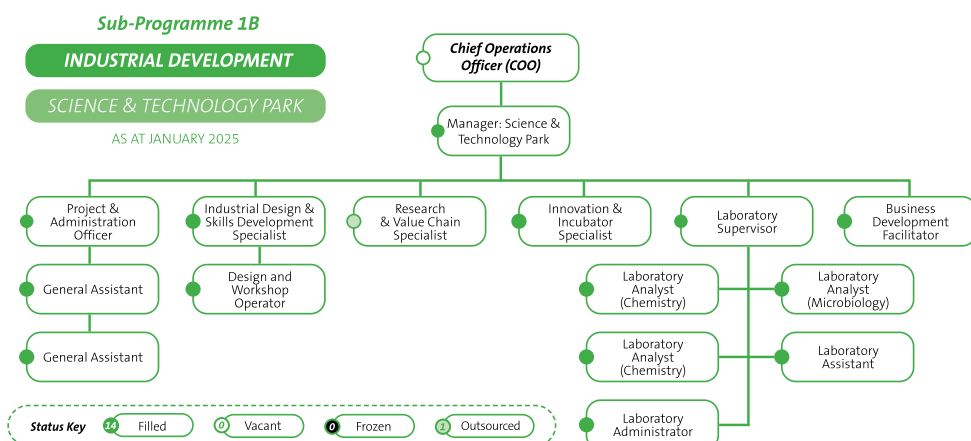 Sub-Programme 1B
INDUSTRIAL DEVELOPMENT
SCIENCE & TECHNOLOGY PARK
AS AT JANUARY 2025
Chief Operations
Officer (COO)
Manager: Science &
Technology Park
Project &
Administration
Officer
Industrial Design &
Skills Development
Specialist
Research
& Value Chain
Specialist
Innovation &
Incubator
Specialist
Laboratory
Supervisor
Business
Development
Facilitator
General Assistant
Design and
Workshop
Operator
Laboratory
Analyst
(Chemistry)
Laboratory
Analyst
(Microbiology)
General Assistant
Laboratory
Analyst
(Chemistry)
Laboratory
Assistant
Laboratory
Administrator
Status Key
14 Filled
0 Vacant
0 Frozen
1 Outsourced